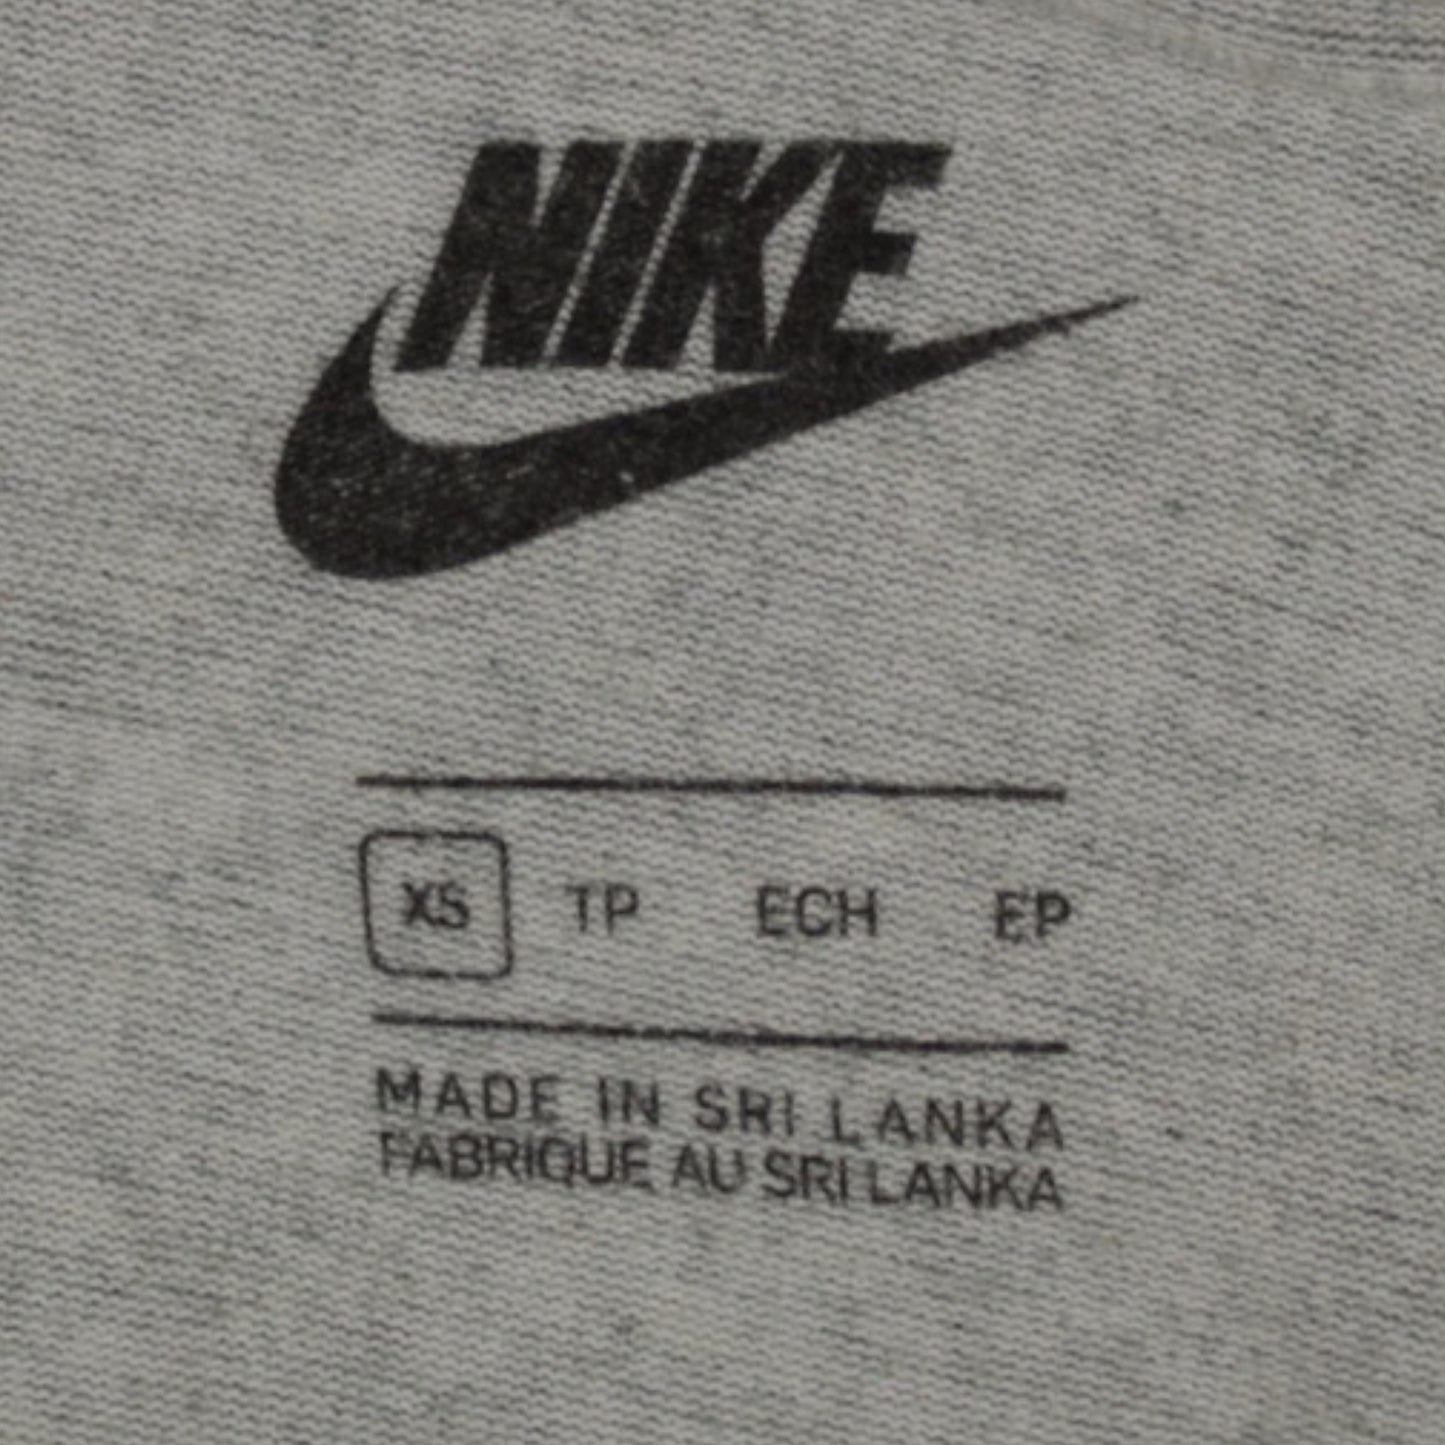 NIKE
XS TP ECH EP
MADE IN SRI LANKA
FABRIQUE AU SRI LANKA